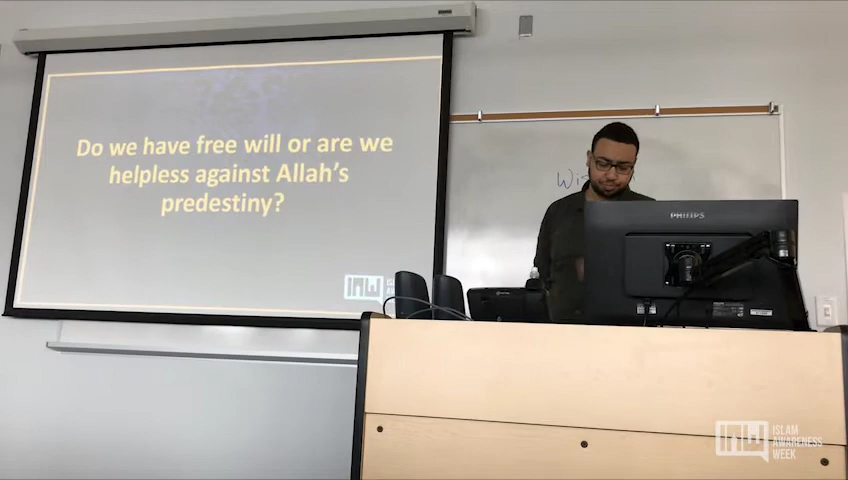 Do we have free will or are we
helpless against Allah's
predestiny?
PHILIPS
ISLAM
AWARENESS
WEEK